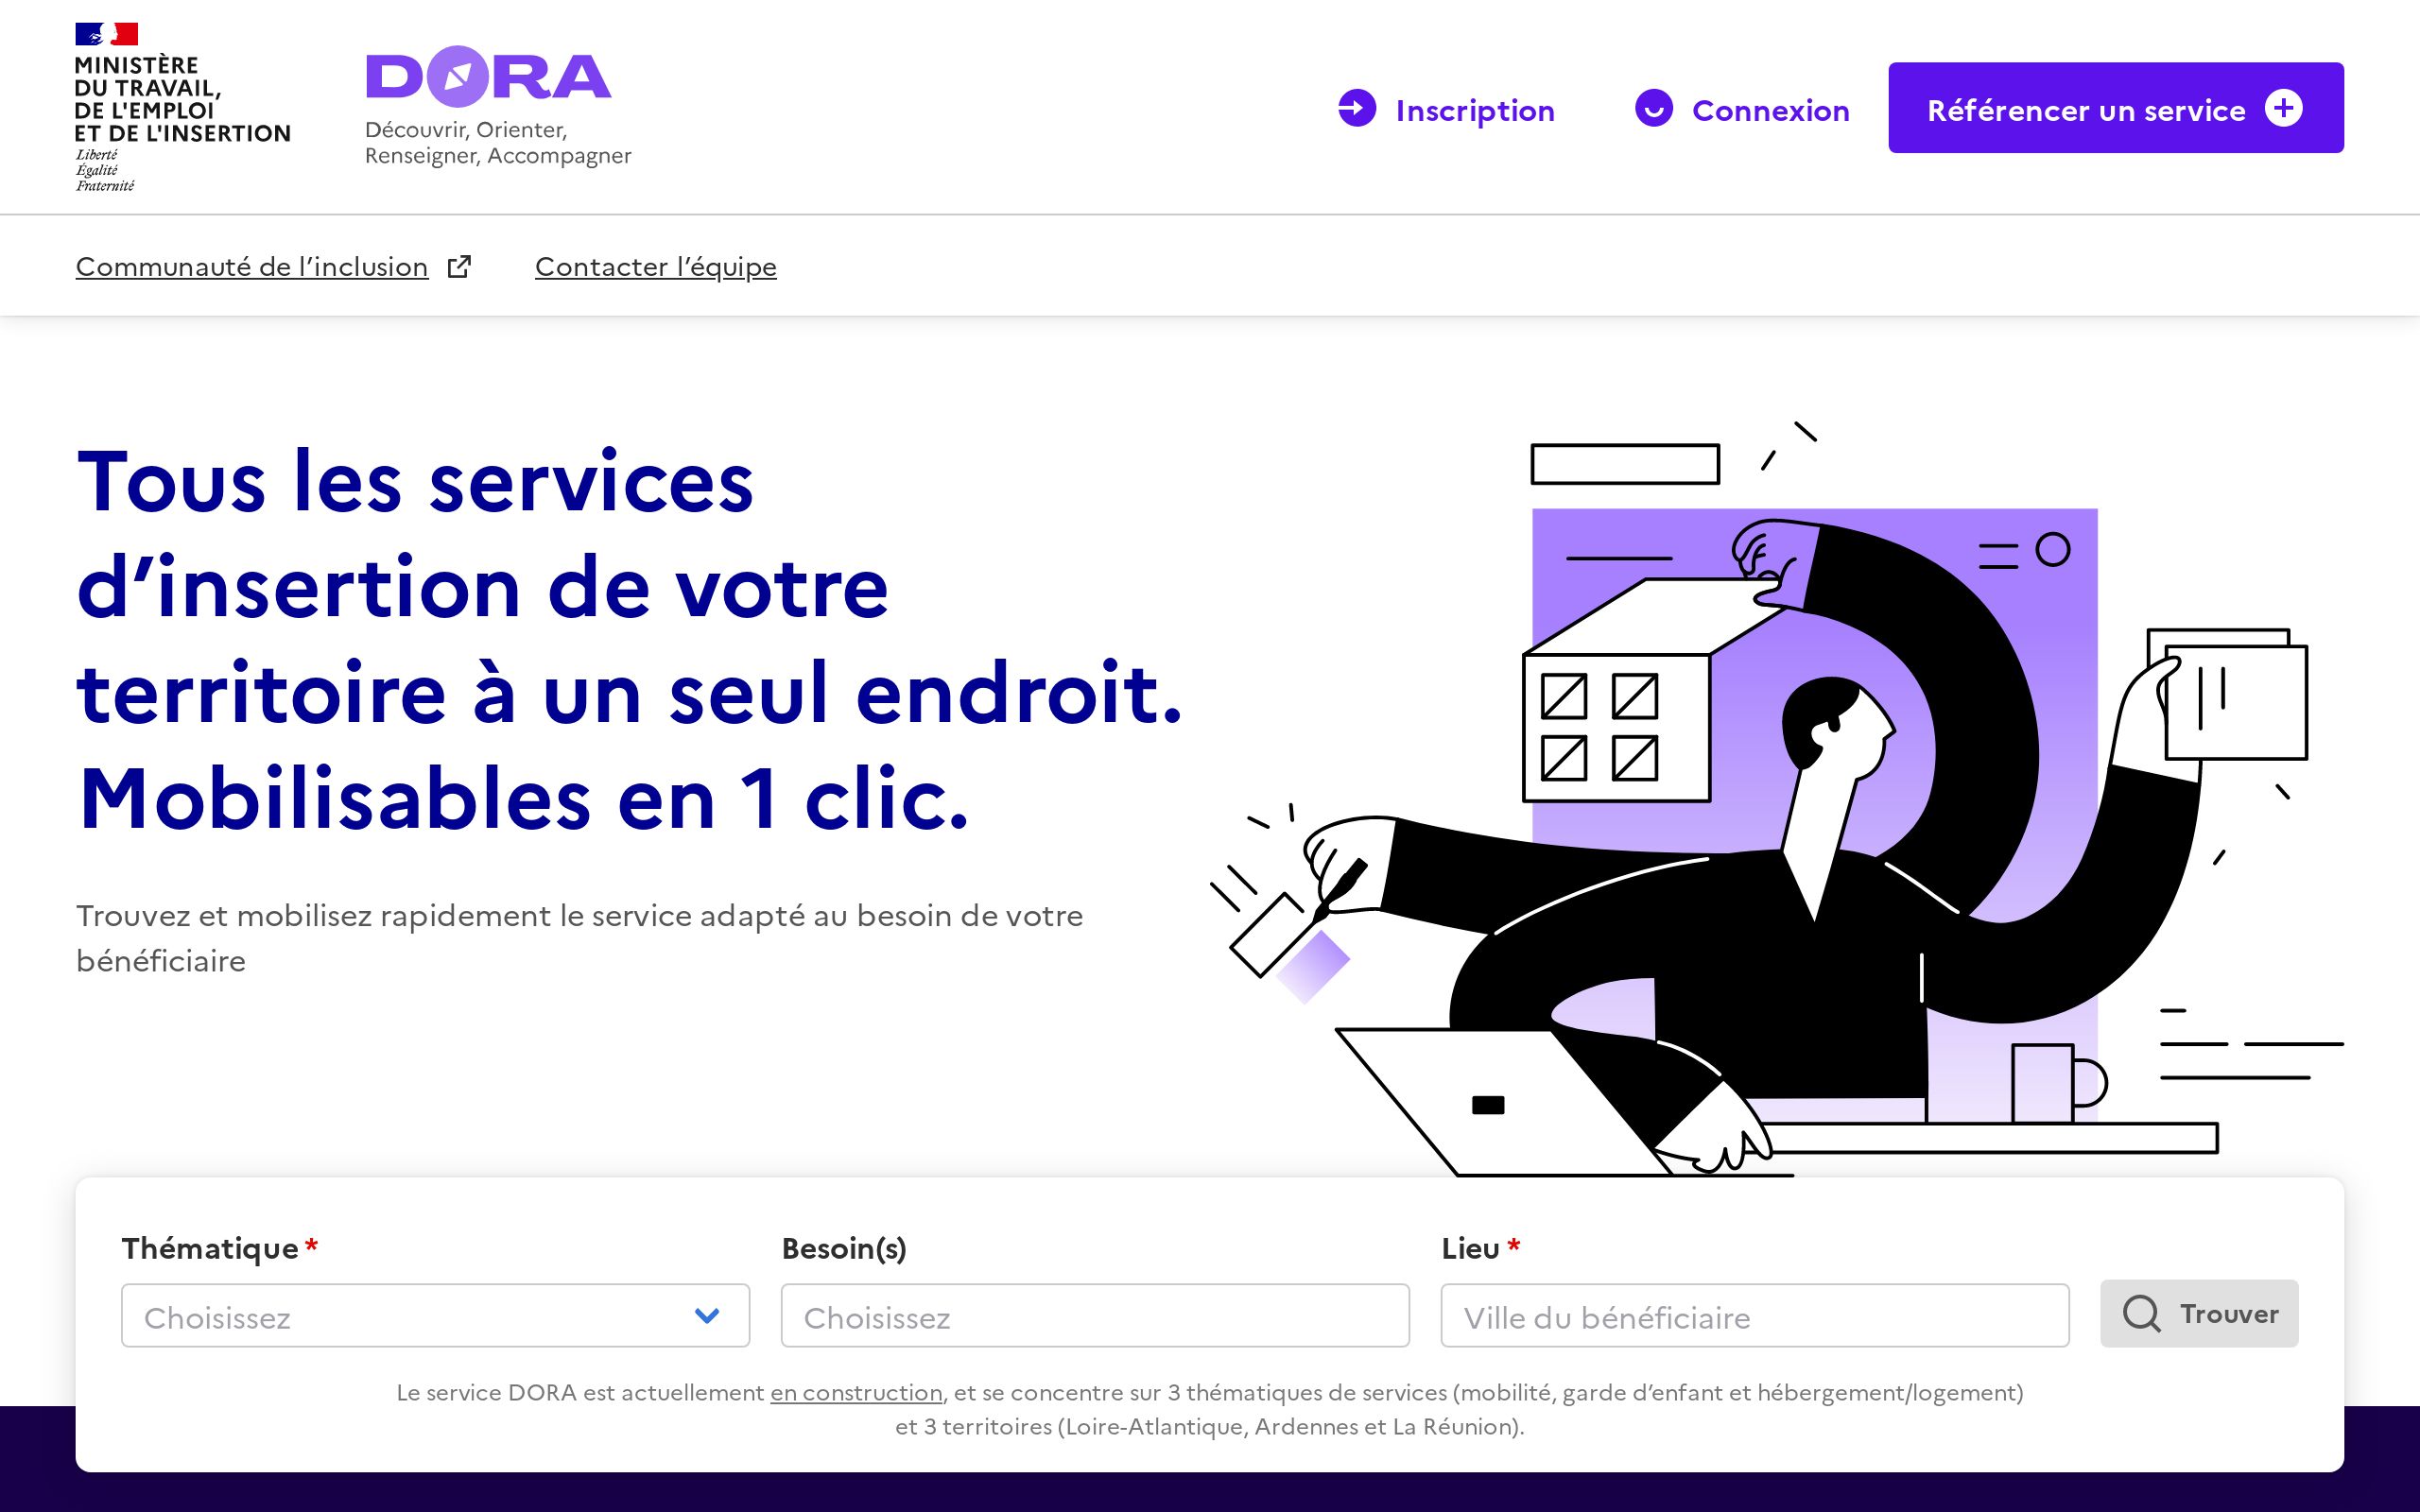 MINISTÈRE
DU TRAVAIL,
DE L'EMPLOI
ET DE L'INSERTION
Liberté
Égalité
Fraternité
DORA
Découvrir, Orienter,
Renseigner, Accompagner
Inscription
Connexion
Référencer un service
Communauté de l’inclusion
Contacter l’équipe
Tous les services
d’insertion de votre
territoire à un seul endroit.
Mobilisables en 1 clic.
Trouvez et mobilisez rapidement le service adapté au besoin de votre
bénéficiaire
Thématique *
Choisissez
Besoin(s)
Choisissez
Lieu *
Ville du bénéficiaire
Trouver
Le service DORA est actuellement en construction, et se concentre sur 3 thématiques de services (mobilité, garde d’enfant et hébergement/logement)
et 3 territoires (Loire-Atlantique, Ardennes et La Réunion).